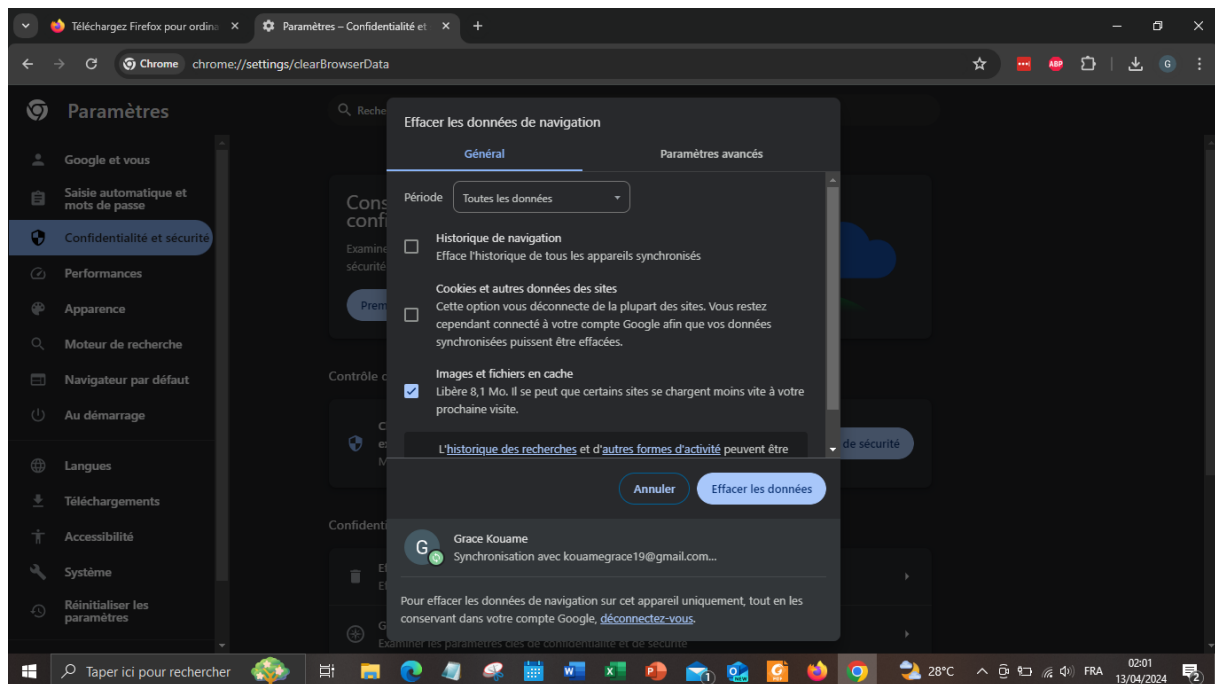 Téléchargez Firefox pour ordina
Paramètres – Confidentialité et
Chrome
chrome://settings/clearBrowserData
ABP
G
Paramètres
Reche
Google et vous
Saisie automatique et
mots de passe
Confidentialité et sécurité
Performances
Apparence
Moteur de recherche
Navigateur par défaut
Au démarrage
Langues
Téléchargements
Accessibilité
Système
Réinitialiser les
paramètres
Cons
confi
Examine
sécurité
Prem
Contrôle c
de sécurité
Confidenti
Examiner les paramètres clés de confidentialité et de sécurité
Effacer les données de navigation
Général
Paramètres avancés
Période
Toutes les données
Historique de navigation
Efface l'historique de tous les appareils synchronisés
Cookies et autres données des sites
Cette option vous déconnecte de la plupart des sites. Vous restez
cependant connecté à votre compte Google afin que vos données
synchronisées puissent être effacées.
Images et fichiers en cache
Libère 8,1 Mo. Il se peut que certains sites se chargent moins vite à votre
prochaine visite.
L'historique des recherches et d'autres formes d'activité peuvent être
Annuler
Effacer les données
G
Grace Kouame
Synchronisation avec kouamegrace19@gmail.com...
Pour effacer les données de navigation sur cet appareil uniquement, tout en les
conservant dans votre compte Google, déconnectez-vous.
Taper ici pour rechercher
28°C
FRA
02:01
13/04/2024